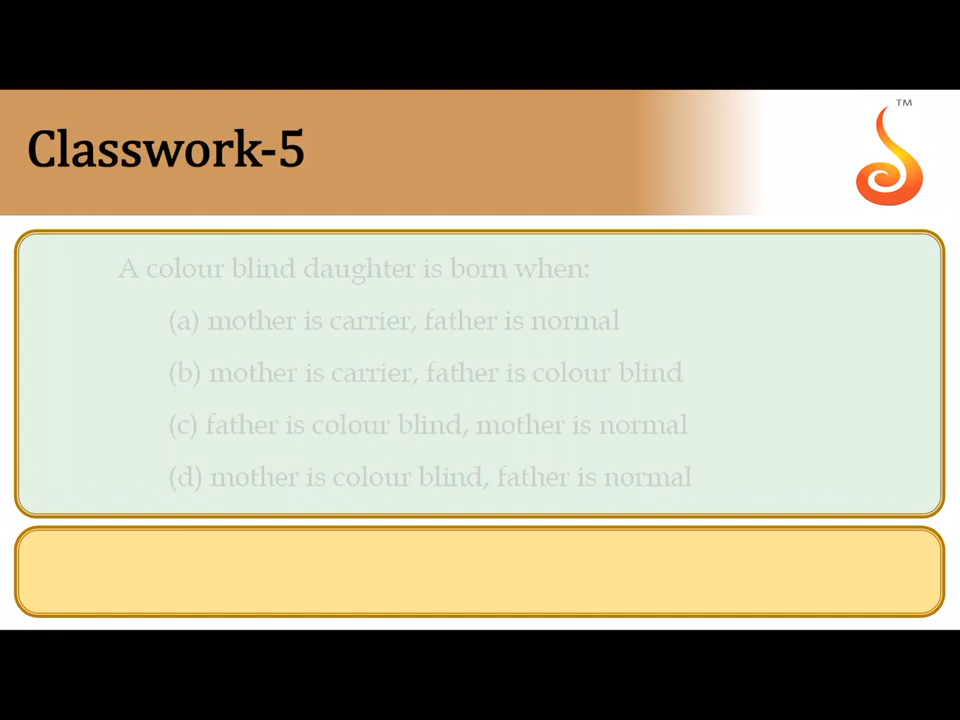 TM
Classwork-5
A colour blind daughter is born when:
(a) mother is carrier, father is normal
(b) mother is carrier, father is colour blind
(c) father is colour blind, mother is normal
(d) mother is colour blind, father is normal